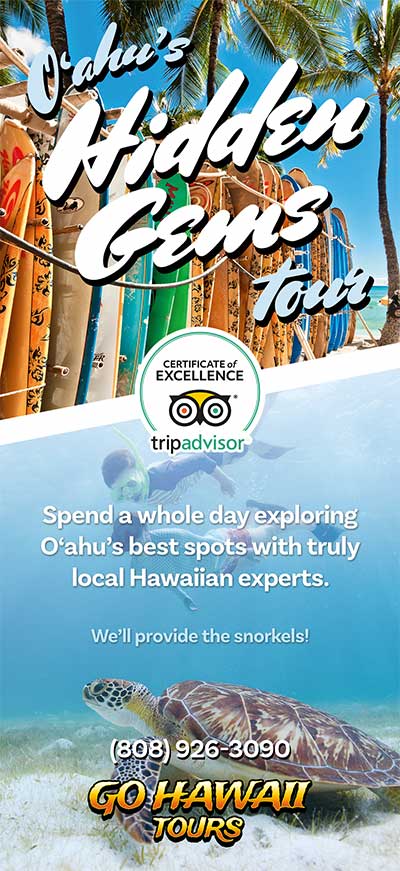 O‘ahu's
Hidden
Gems
tour
CERTIFICATE of
EXCELLENCE
®
tripadvisor
Spend a whole day exploring
O‘ahu's best spots with truly
local Hawaiian experts.
We'll provide the snorkels!
(808) 926-3090
GO HAWAII
TOURS